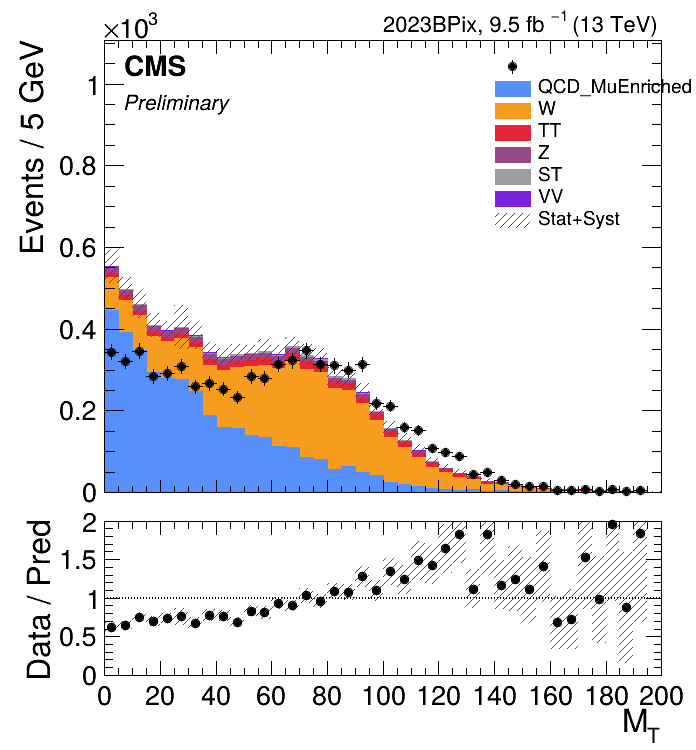 ×10³
2023BPix, 9.5 fb⁻¹ (13 TeV)
CMS
Preliminary
QCD_MuEnriched
W
TT
Z
ST
VV
Stat+Syst
Events / 5 GeV
1
0.8
0.6
0.4
0.2
0
Data / Pred
2
1.5
1
0.5
0
0 20 40 60 80 100 120 140 160 180 200
M_T